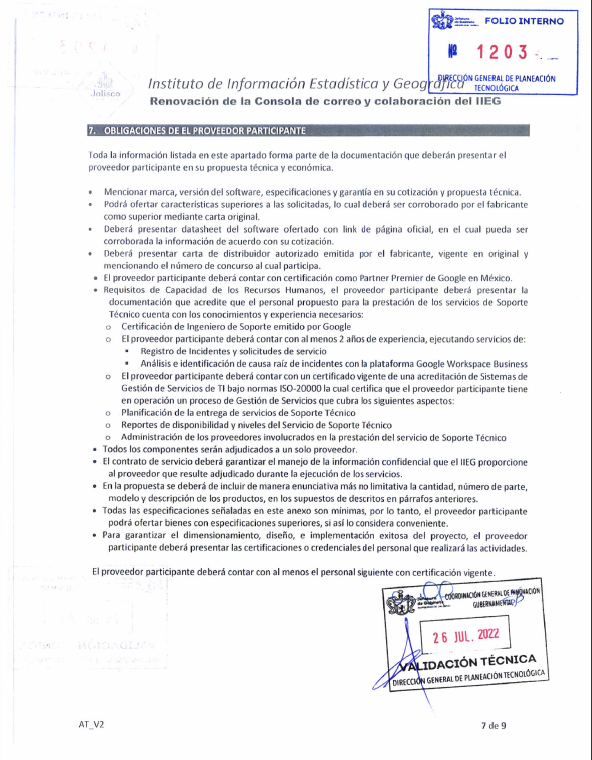 FOLIO INTERNO
Nº 1203
DIRECCIÓN GENERAL DE PLANEACIÓN
TECNOLÓGICA
Jalisco
Instituto de Información Estadística y Geográfica
Renovación de la Consola de correo y colaboración del IIEG
7. OBLIGACIONES DE EL PROVEEDOR PARTICIPANTE
Toda la información listada en este apartado forma parte de la documentación que deberán presentar el
proveedor participante en su propuesta técnica y económica.
• Mencionar marca, versión del software, especificaciones y garantía en su cotización y propuesta técnica.
• Podrá ofertar características superiores a las solicitadas, lo cual deberá ser corroborado por el fabricante
como superior mediante carta original.
• Deberá presentar datasheet del software ofertado con link de página oficial, en el cual pueda ser
corroborada la información de acuerdo con su cotización.
• Deberá presentar carta de distribuidor autorizado emitida por el fabricante, vigente en original y
mencionando el número de concurso al cual participa.
• El proveedor participante deberá contar con certificación como Partner Premier de Google en México.
• Requisitos de Capacidad de los Recursos Humanos, el proveedor participante deberá presentar la
documentación que acredite que el personal propuesto para la prestación de los servicios de Soporte
Técnico cuenta con los conocimientos y experiencia necesarios:
o Certificación de Ingeniero de Soporte emitido por Google
o El proveedor participante deberá contar con al menos 2 años de experiencia, ejecutando servicios de:
▪ Registro de Incidentes y solicitudes de servicio
▪ Análisis e identificación de causa raíz de incidentes con la plataforma Google Workspace Business
o El proveedor participante deberá contar con un certificado vigente de una acreditación de Sistemas de
Gestión de Servicios de TI bajo normas ISO-20000 la cual certifica que el proveedor participante tiene
en operación un proceso de Gestión de Servicios que cubra los siguientes aspectos:
o Planificación de la entrega de servicios de Soporte Técnico
o Reportes de disponibilidad y niveles del Servicio de Soporte Técnico
o Administración de los proveedores involucrados en la prestación del servicio de Soporte Técnico
• Todos los componentes serán adjudicados a un solo proveedor.
• El contrato de servicio deberá garantizar el manejo de la información confidencial que el IIEG proporcione
al proveedor que resulte adjudicado durante la ejecución de los servicios.
• En la propuesta se deberá de incluir de manera enunciativa más no limitativa la cantidad, número de parte,
modelo y descripción de los productos, en los supuestos de descritos en párrafos anteriores.
• Todas las especificaciones señaladas en este anexo son mínimas, por lo tanto, el proveedor participante
podrá ofertar bienes con especificaciones superiores, si así lo considera conveniente.
• Para garantizar el dimensionamiento, diseño, e implementación exitosa del proyecto, el proveedor
participante deberá presentar las certificaciones o credenciales del personal que realizará las actividades.
El proveedor participante deberá contar con al menos el personal siguiente con certificación vigente.
COORDINACIÓN GENERAL DE INNOVACIÓN
GUBERNAMENTAL
26 JUL. 2022
VALIDACIÓN TÉCNICA
DIRECCIÓN GENERAL DE PLANEACIÓN TECNOLÓGICA
AT_V2
7 de 9